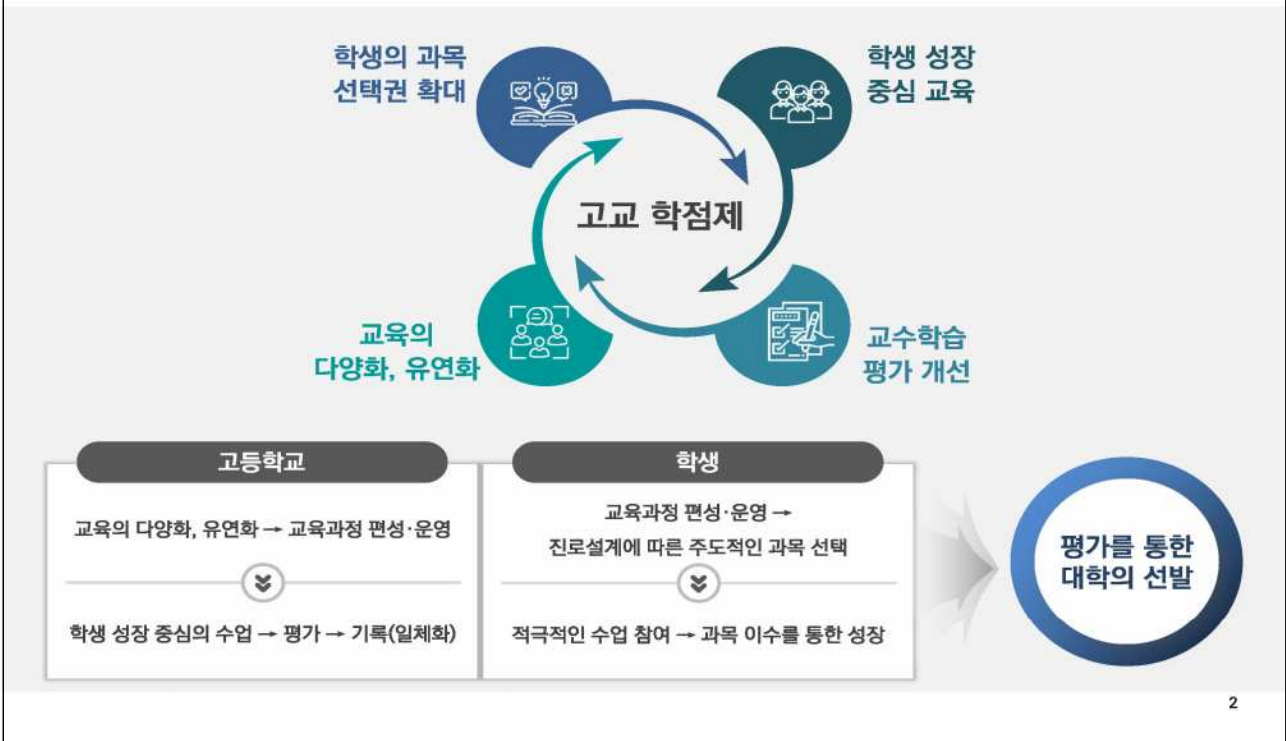 학생의 과목
선택권 확대
학생 성장
중심 교육
고교 학점제
교육의
다양화, 유연화
교수학습
평가 개선
고등학교
교육의 다양화, 유연화 → 교육과정 편성·운영
학생 성장 중심의 수업 → 평가 → 기록(일체화)
학생
교육과정 편성·운영 →
진로설계에 따른 주도적인 과목 선택
적극적인 수업 참여 → 과목 이수를 통한 성장
평가를 통한
대학의 선발
2